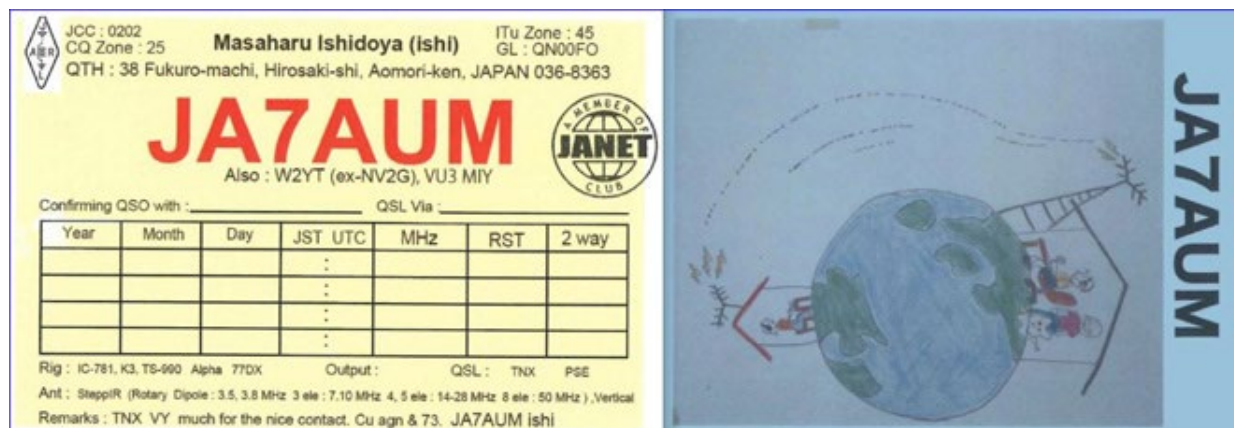 JCC : 0202
CQ Zone : 25
Masaharu Ishidoya (ishi)
ITu Zone : 45
GL : QN00FO
QTH : 38 Fukuro-machi, Hirosaki-shi, Aomori-ken, JAPAN 036-8363
JA7AUM
A MEMBER OF
JANET
CLUB
Also : W2YT (ex-NV2G), VU3 MIY
Confirming QSO with : QSL Via :
Year Month Day JST UTC MHz RST 2 way
:
:
:
:
Rig : IC-781, K3, TS-990 Alpha 77DX Output : QSL : TNX PSE
Ant : SteppIR (Rotary Dipole : 3.5, 3.8 MHz 3 ele : 7,10 MHz 4, 5 ele : 14-28 MHz 8 ele : 50 MHz ) ,Vertical
Remarks : TNX VY much for the nice contact. Cu agn & 73. JA7AUM ishi
JA7AUM